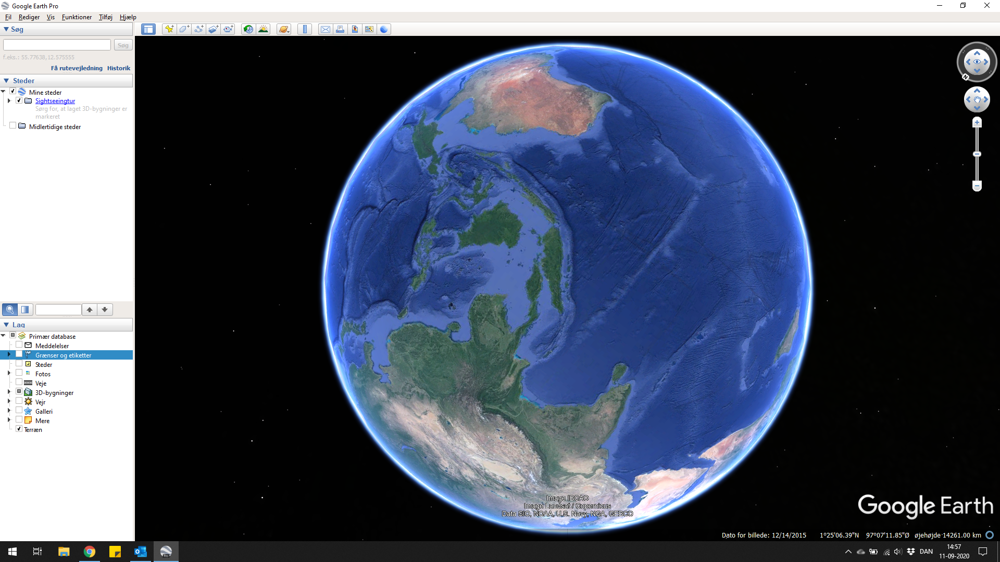 Google Earth Pro
Fil Rediger Vis Funktioner Tilføj Hjælp
Søg
Søg
f.eks.: 55.77638,12.575555
Få rutevejledning Historik
Steder
Mine steder
Sightseeingtur
Sørg for, at laget 3D-bygninger er
markeret
Midlertidige steder
Lag
Primær database
Meddelelser
Grænser og etiketter
Steder
Fotos
Veje
3D-bygninger
Vejr
Galleri
Mere
Terræn
N
Image IBCAO
Image Landsat / Copernicus
Data SIO, NOAA, U.S. Navy, NGA, GEBCO
Google Earth
Dato for billede: 12/14/2015 1°25'06.39"N 97°07'11.85"Ø øjehøjde 14261.00 km
Pro
DAN
14:57
11-09-2020